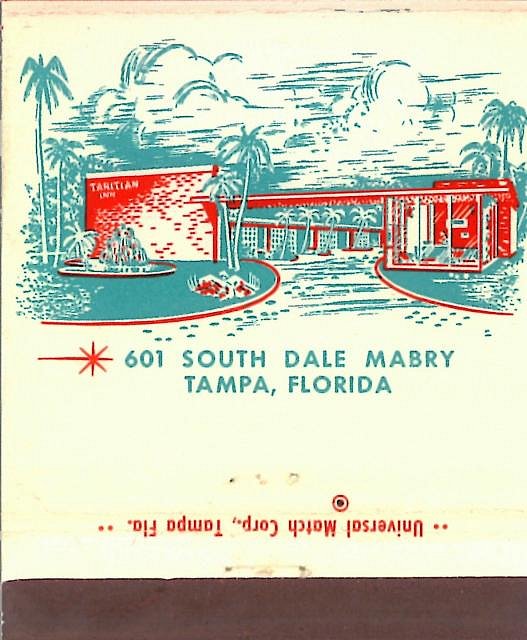 TAHITIAN
INN
601 SOUTH DALE MABRY
TAMPA, FLORIDA
•• Universal Match Corp., Tampa Fla. ••